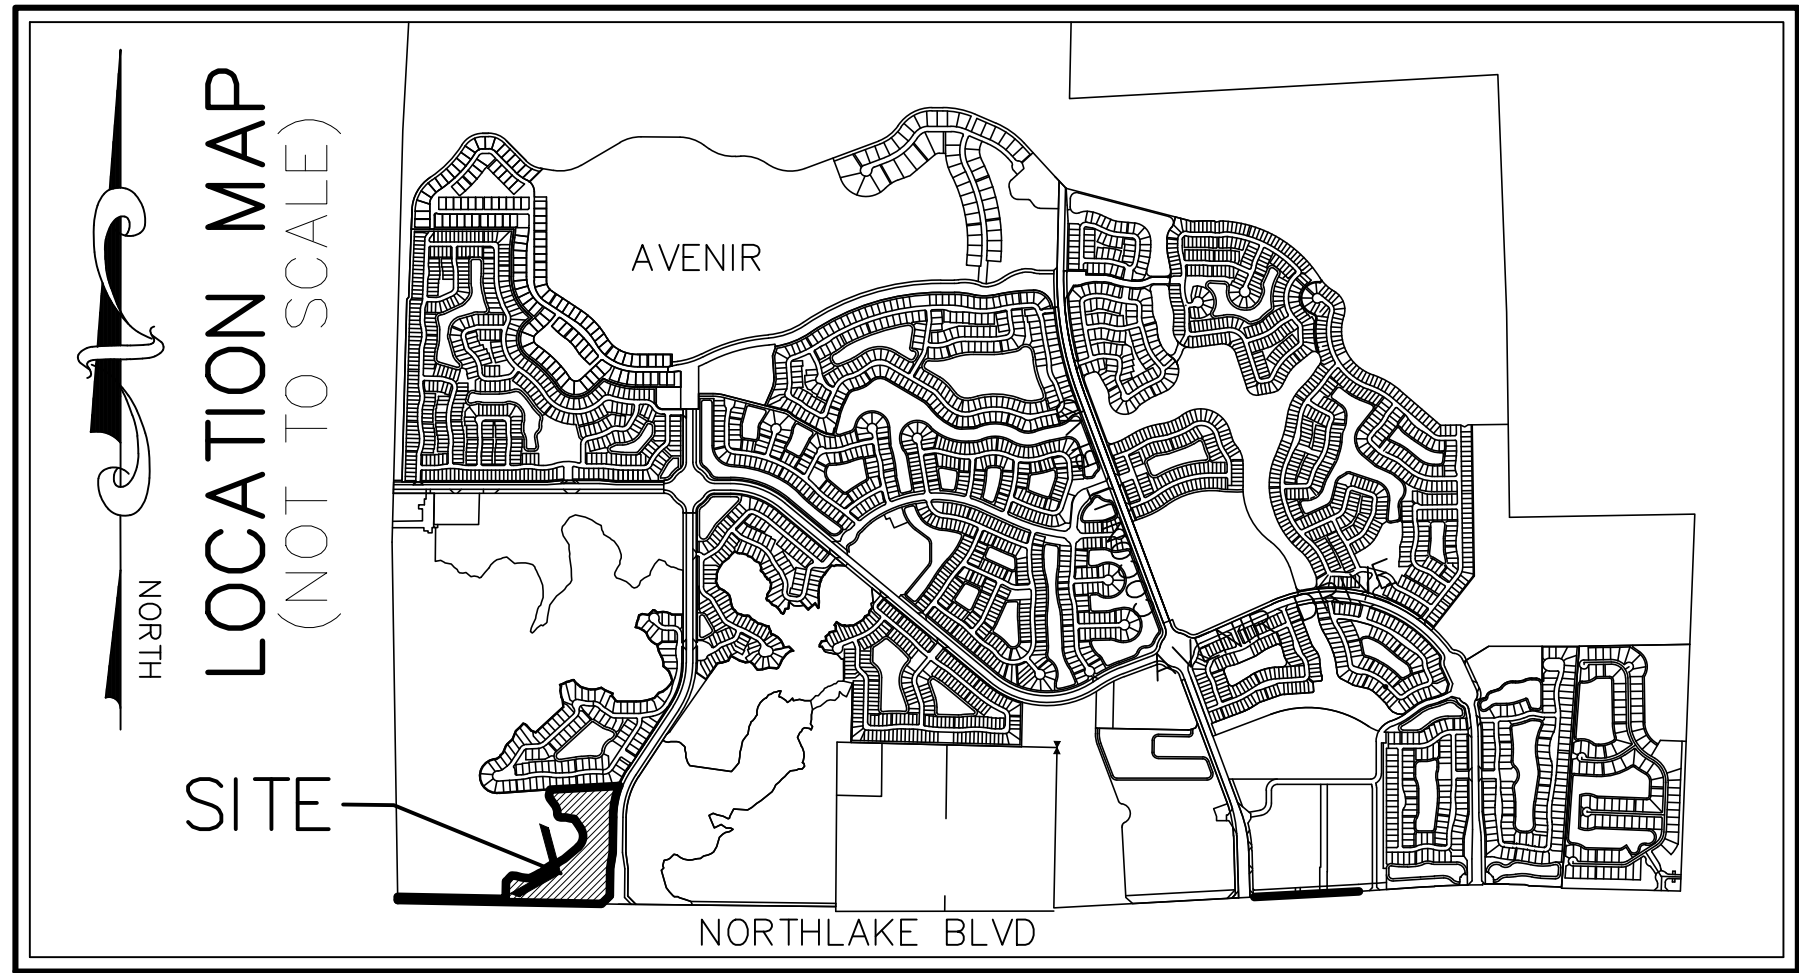 LOCATION MAP
(NOT TO SCALE)
NORTH
AVENIR
SITE
NORTHLAKE BLVD